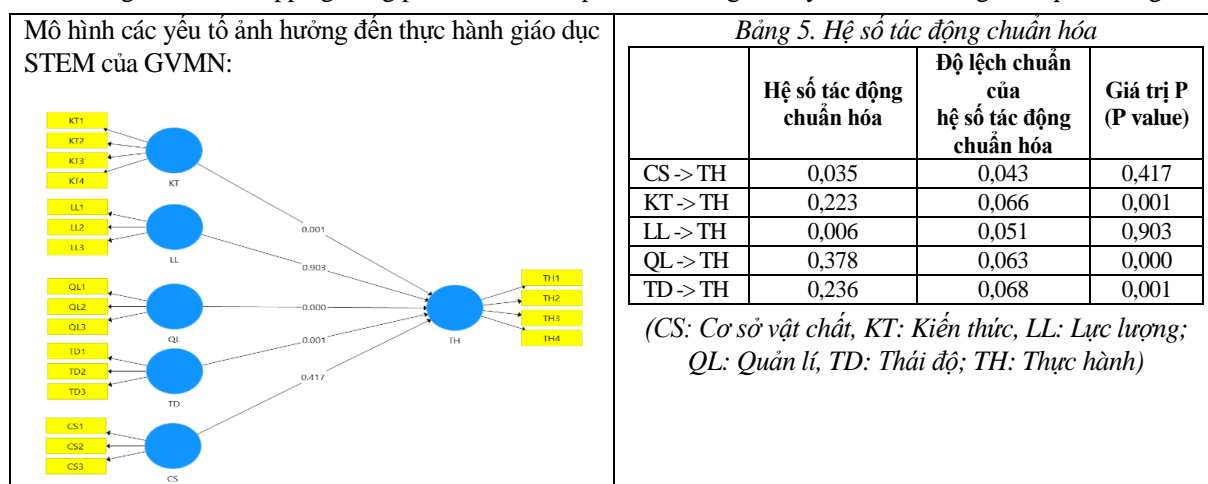 Mô hình các yếu tố ảnh hưởng đến thực hành giáo dục
STEM của GVMN:
KT1
KT2
KT3
KT4
KT
LL1
LL2
LL3
LL
QL1
QL2
QL3
QL
TD1
TD2
TD3
TD
CS1
CS2
CS3
CS
0.001
0.903
0.000
0.001
0.417
TH
TH1
TH2
TH3
TH4
Bảng 5. Hệ số tác động chuẩn hóa
Hệ số tác động
chuẩn hóa
Độ lệch chuẩn
của
hệ số tác động
chuẩn hóa
Giá trị P
(P value)
CS -> TH 0,035 0,043 0,417
KT -> TH 0,223 0,066 0,001
LL -> TH 0,006 0,051 0,903
QL -> TH 0,378 0,063 0,000
TD -> TH 0,236 0,068 0,001
(CS: Cơ sở vật chất, KT: Kiến thức, LL: Lực lượng;
QL: Quản lí, TD: Thái độ; TH: Thực hành)